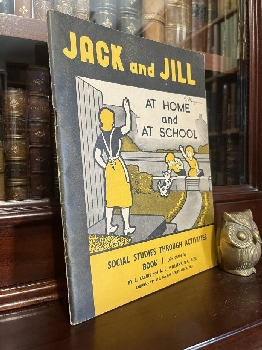 JACK and JILL
AT HOME
and
AT SCHOOL
SOCIAL STUDIES THROUGH ACTIVITIES
BOOK I